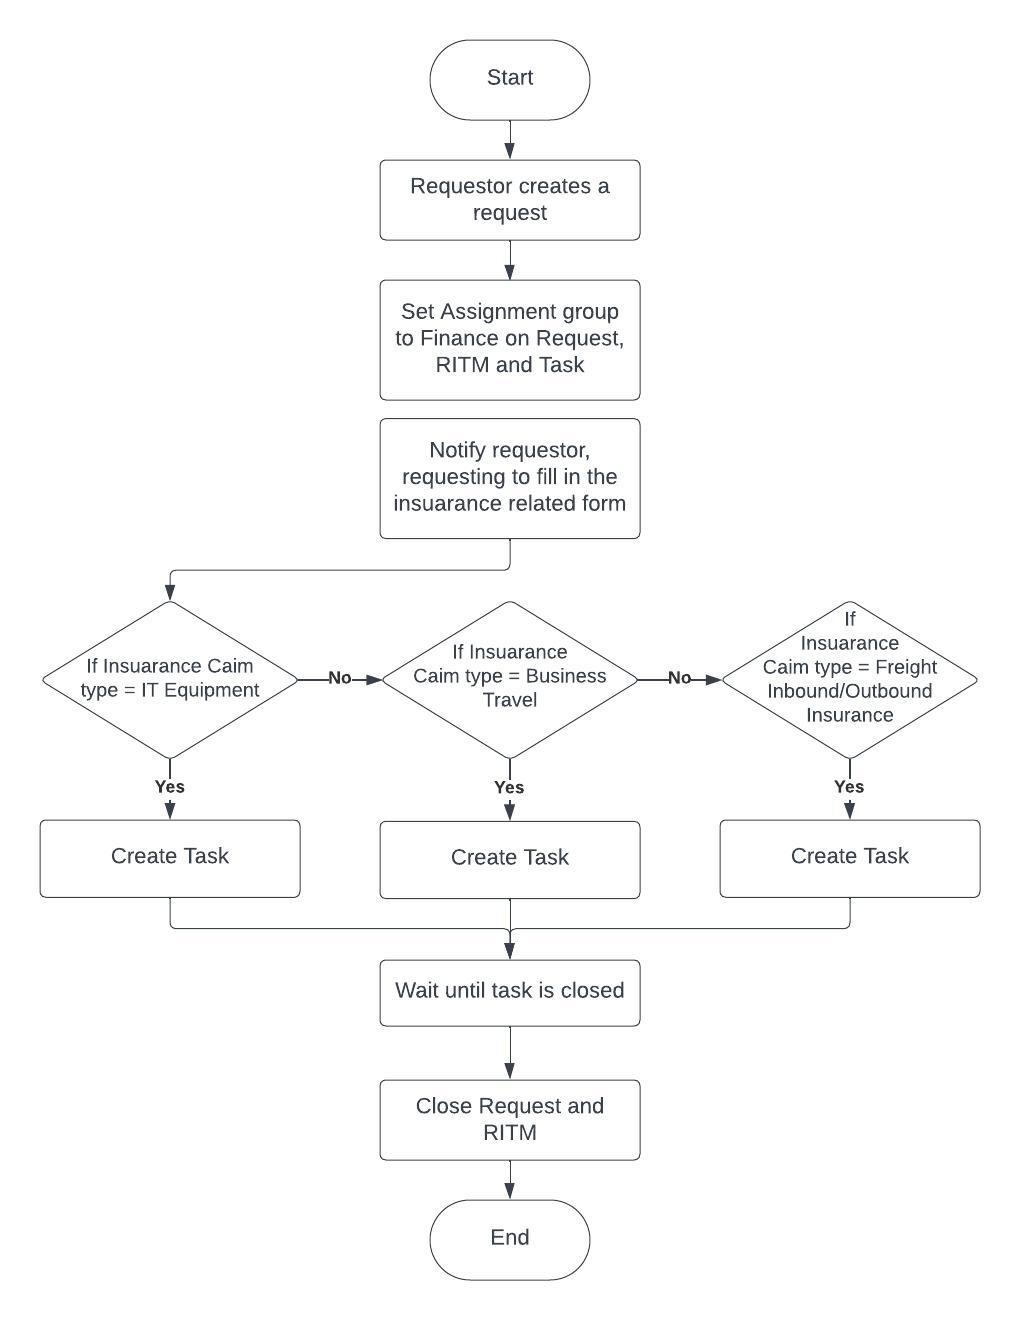 Start
Requestor creates a
request
Set Assignment group
to Finance on Request,
RITM and Task
Notify requestor,
requesting to fill in the
insuarance related form
If Insuarance Caim
type = IT Equipment
No
If Insuarance
Caim type = Business
Travel
No
If
Insuarance
Caim type = Freight
Inbound/Outbound
Insurance
Yes
Yes
Yes
Create Task
Create Task
Create Task
Wait until task is closed
Close Request and
RITM
End